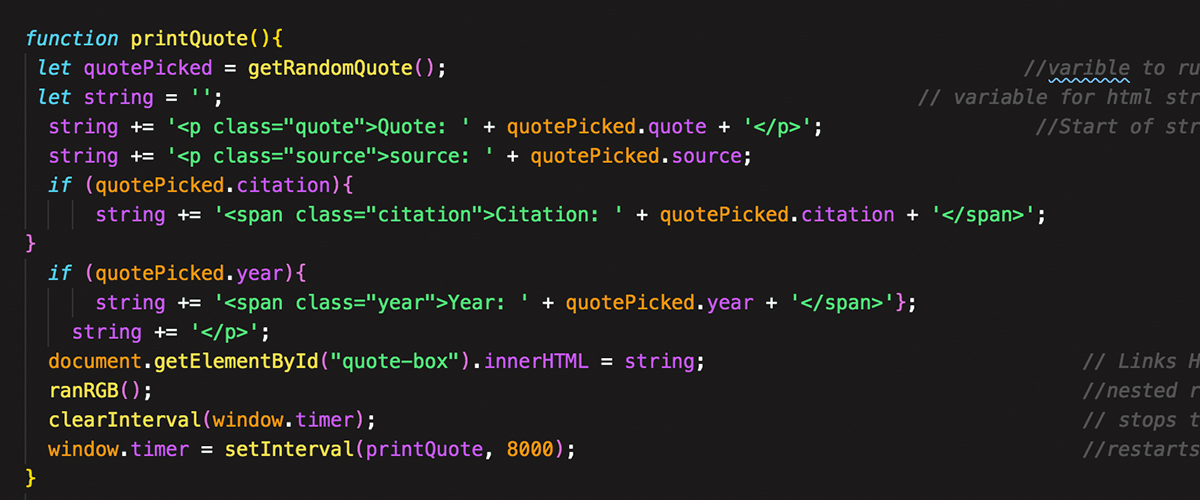 function printQuote(){
let quotePicked = getRandomQuote(); //varible to ru
let string = ''; // variable for html str
string += '<p class="quote">Quote: ' + quotePicked.quote + '</p>'; //Start of str
string += '<p class="source">source: ' + quotePicked.source;
if (quotePicked.citation){
string += '<span class="citation">Citation: ' + quotePicked.citation + '</span>';
}
if (quotePicked.year){
string += '<span class="year">Year: ' + quotePicked.year + '</span>'};
string += '</p>';
document.getElementById("quote-box").innerHTML = string; // Links H
ranRGB(); //nested r
clearInterval(window.timer); // stops t
window.timer = setInterval(printQuote, 8000); //restarts
}